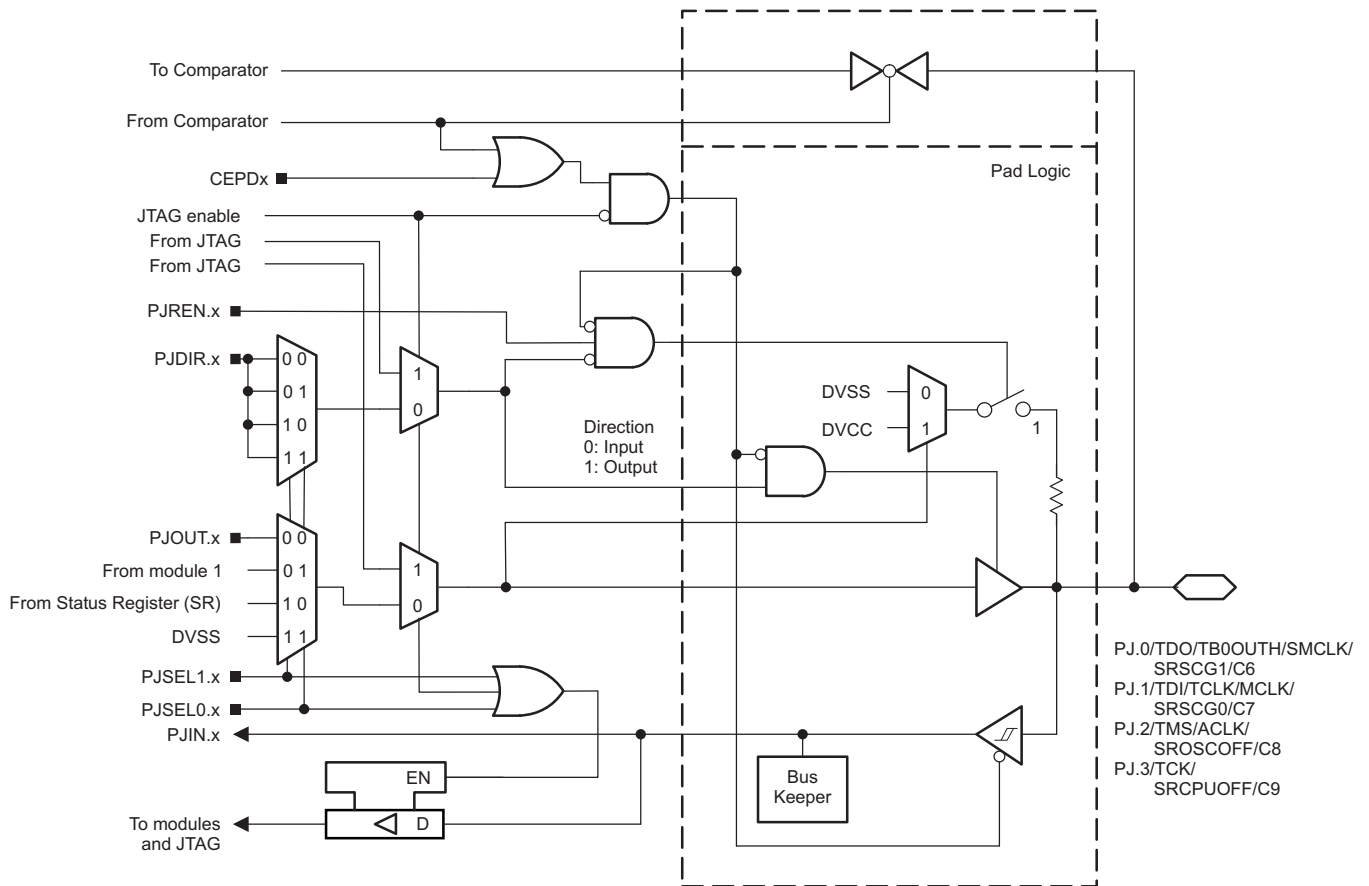 To Comparator
From Comparator
Pad Logic
CEPDx
JTAG enable
From JTAG
From JTAG
PJREN.x
PJDIR.x
0 0
0 1
1 0
1 1
1
0
Direction
0: Input
1: Output
DVSS
DVCC
0
1
1
PJOUT.x
From module 1
From Status Register (SR)
DVSS
0 0
0 1
1 0
1 1
1
0
PJSEL1.x
PJSEL0.x
PJIN.x
EN
D
To modules
and JTAG
Bus
Keeper
PJ.0/TDO/TB0OUTH/SMCLK/
SRSCG1/C6
PJ.1/TDI/TCLK/MCLK/
SRSCG0/C7
PJ.2/TMS/ACLK/
SROSCOFF/C8
PJ.3/TCK/
SRCPUOFF/C9